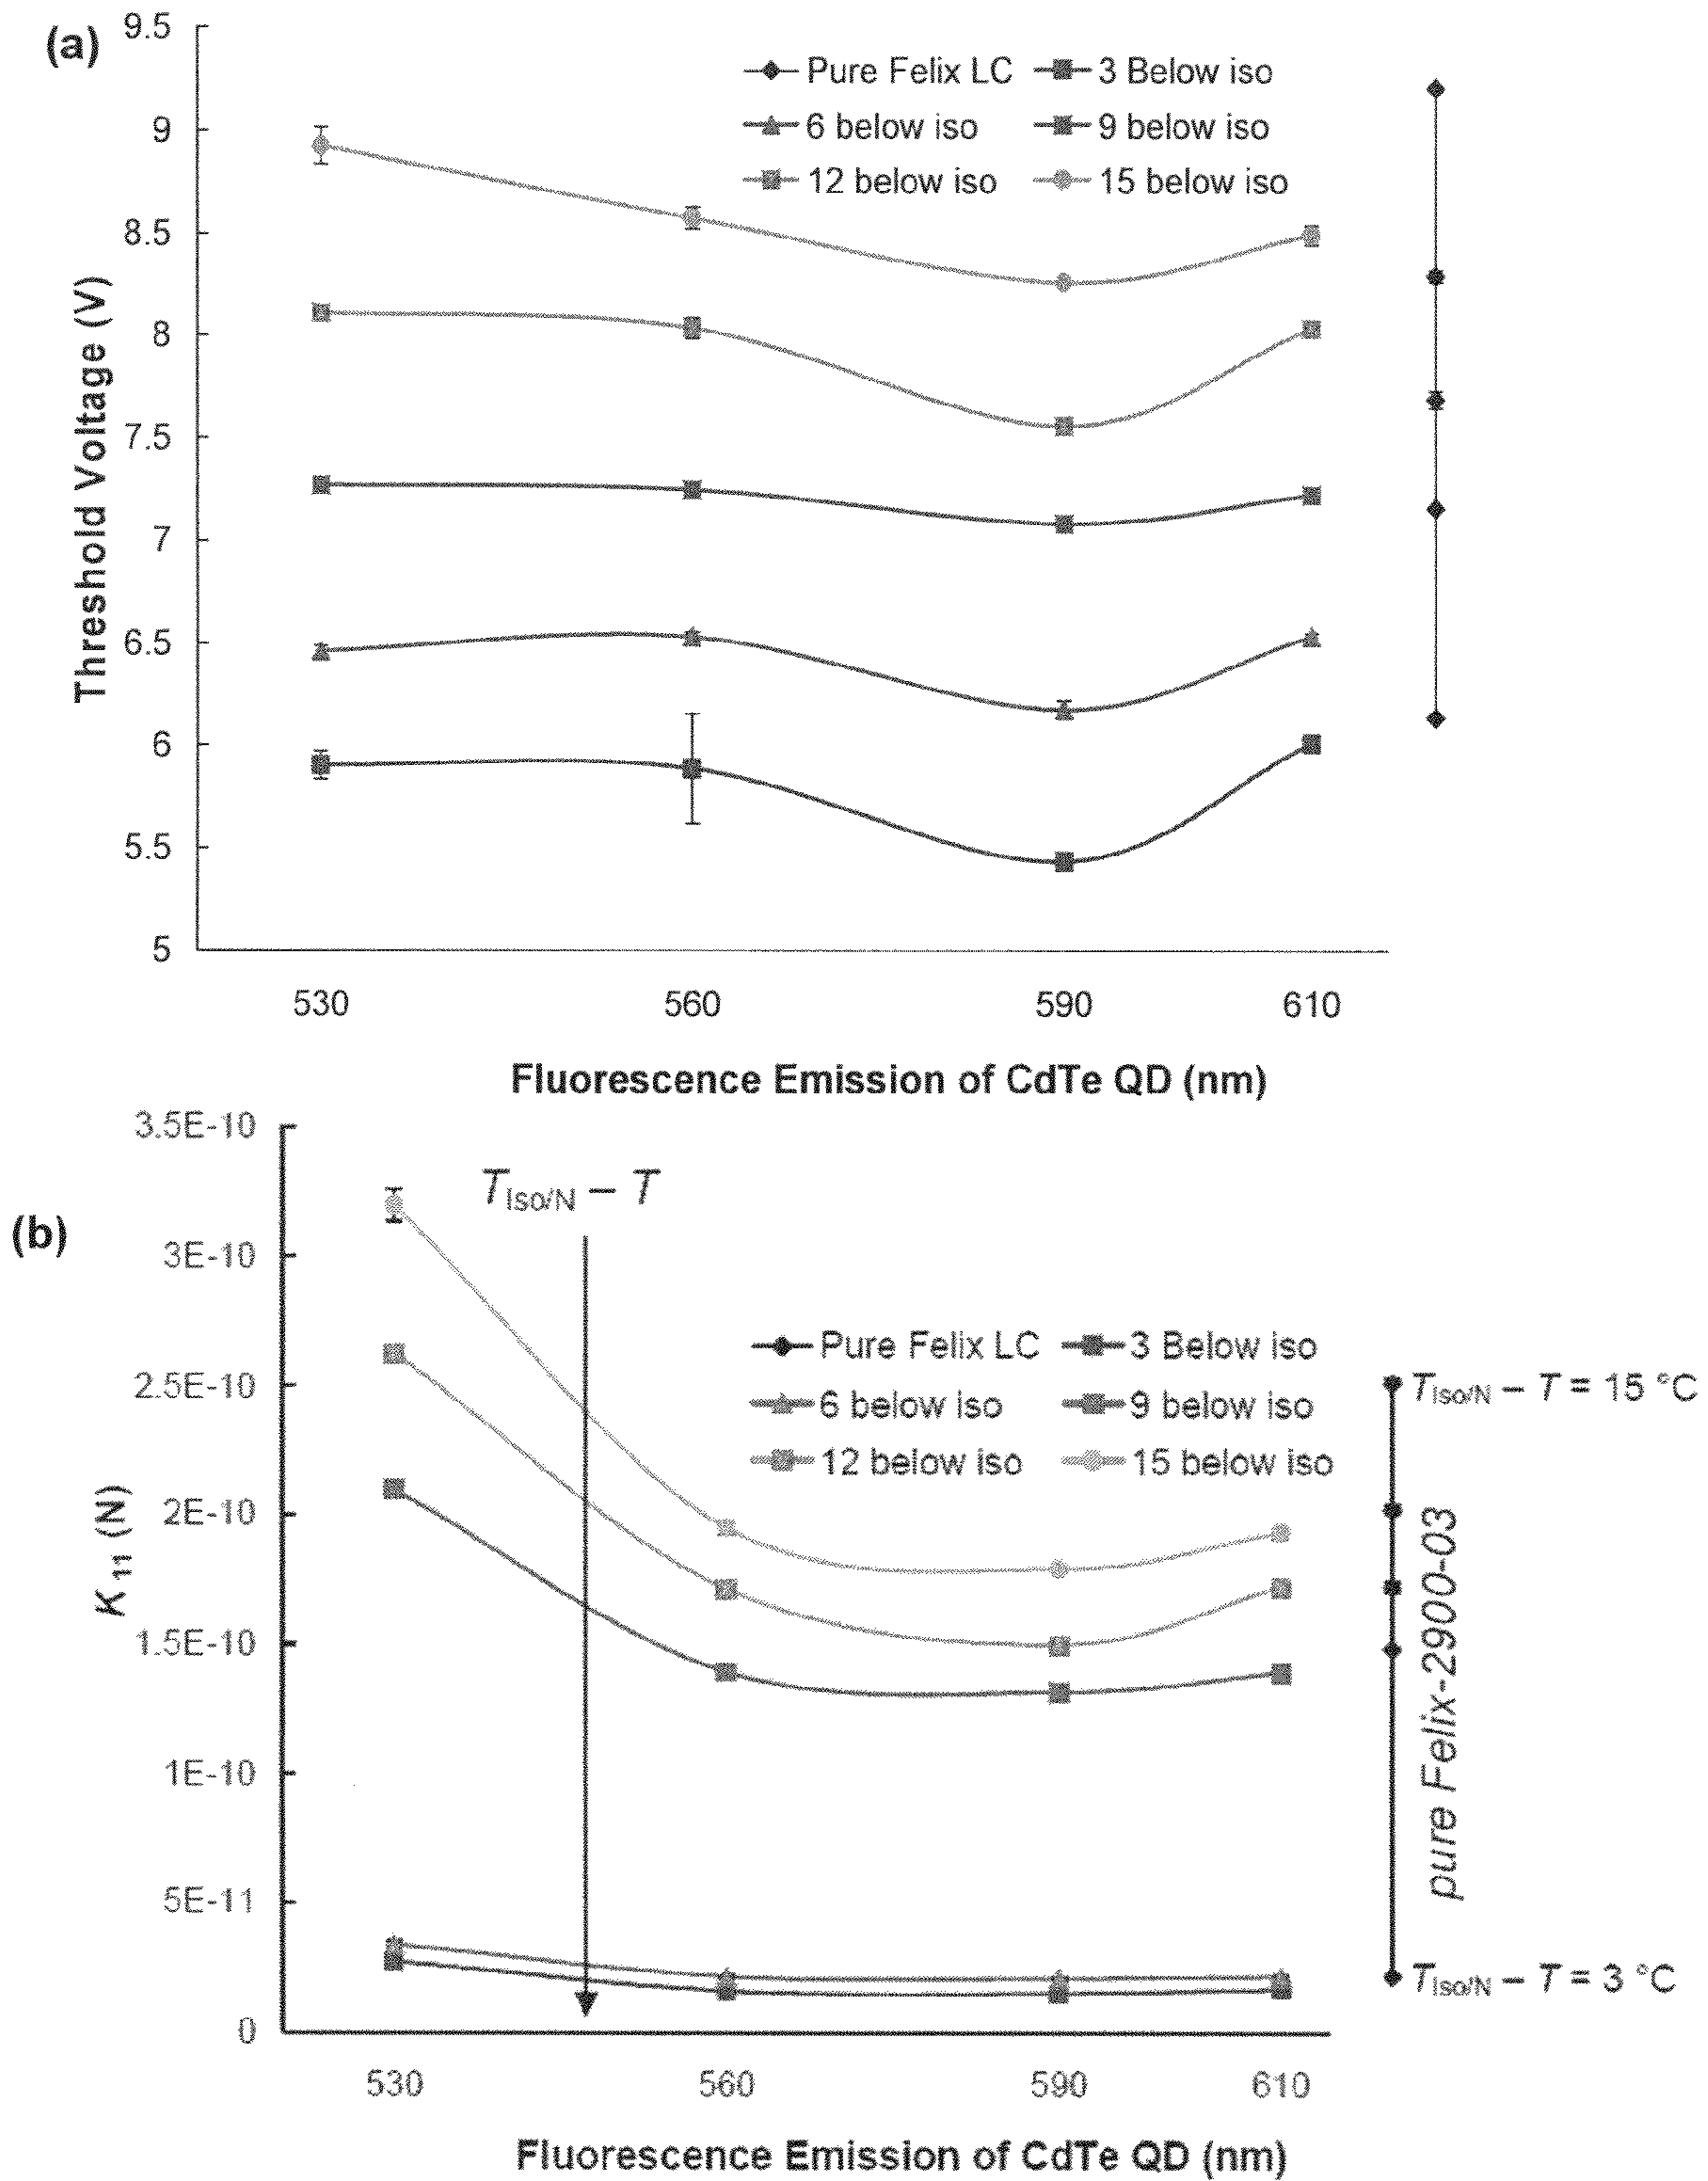 (a)
9.5
9
8.5
8
7.5
7
6.5
6
5.5
5
Threshold Voltage (V)
Pure Felix LC 3 Below iso
6 below iso 9 below iso
12 below iso 15 below iso
530 560 590 610
Fluorescence Emission of CdTe QD (nm)
(b)
3.5E-10
3E-10
2.5E-10
2E-10
1.5E-10
1E-10
5E-11
0
K11 (N)
TIso/N – T
Pure Felix LC 3 Below iso
6 below iso 9 below iso
12 below iso 15 below iso
TIso/N – T = 15 °C
pure Felix-2900-03
TIso/N – T = 3 °C
530 560 590 610
Fluorescence Emission of CdTe QD (nm)